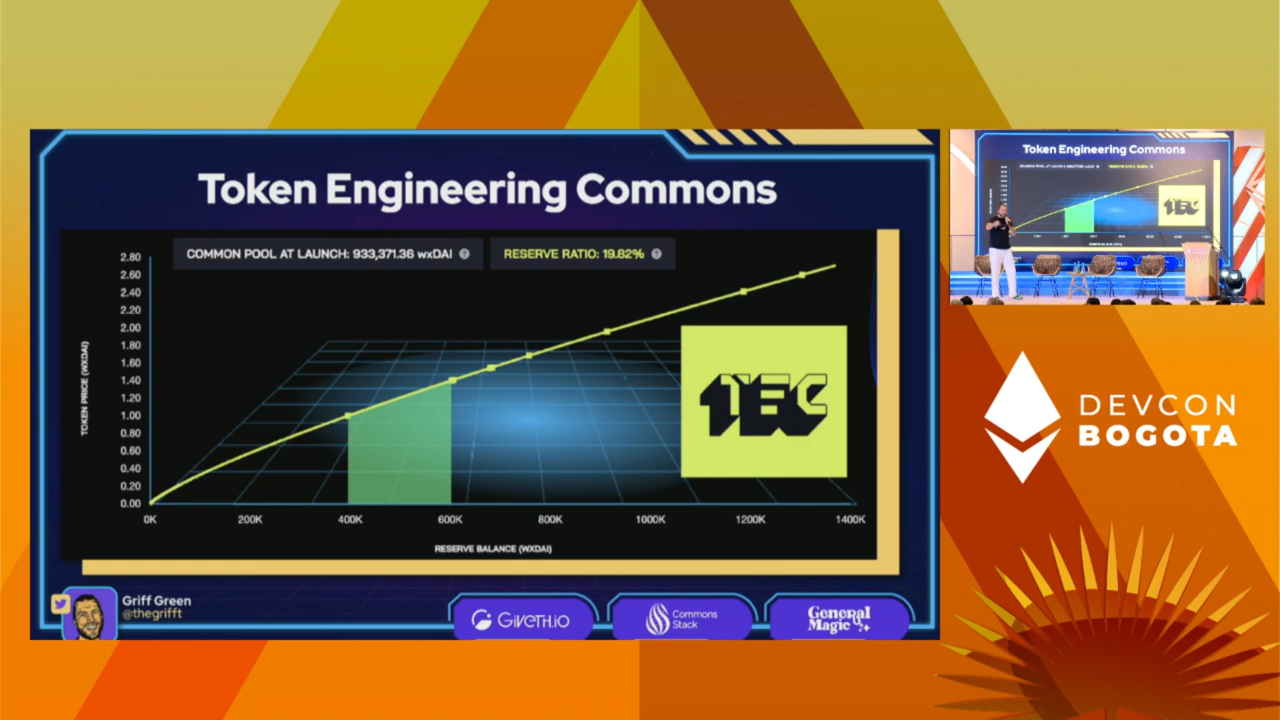 Token Engineering Commons
COMMON POOL AT LAUNCH: 933,371.36 wxDAI
RESERVE RATIO: 19.82%
TOKEN PRICE (WXDAI)
2.80
2.60
2.40
2.20
2.00
1.80
1.60
1.40
1.20
1.00
0.80
0.60
0.40
0.20
0.00
0K 200K 400K 600K 800K 1000K 1200K 1400K
RESERVE BALANCE (WXDAI)
TEC
Griff Green
@thegrifft
GIVETH.IO
Commons
Stack
General
Magic
Token Engineering Commons
TEC
DEVCON
BOGOTA